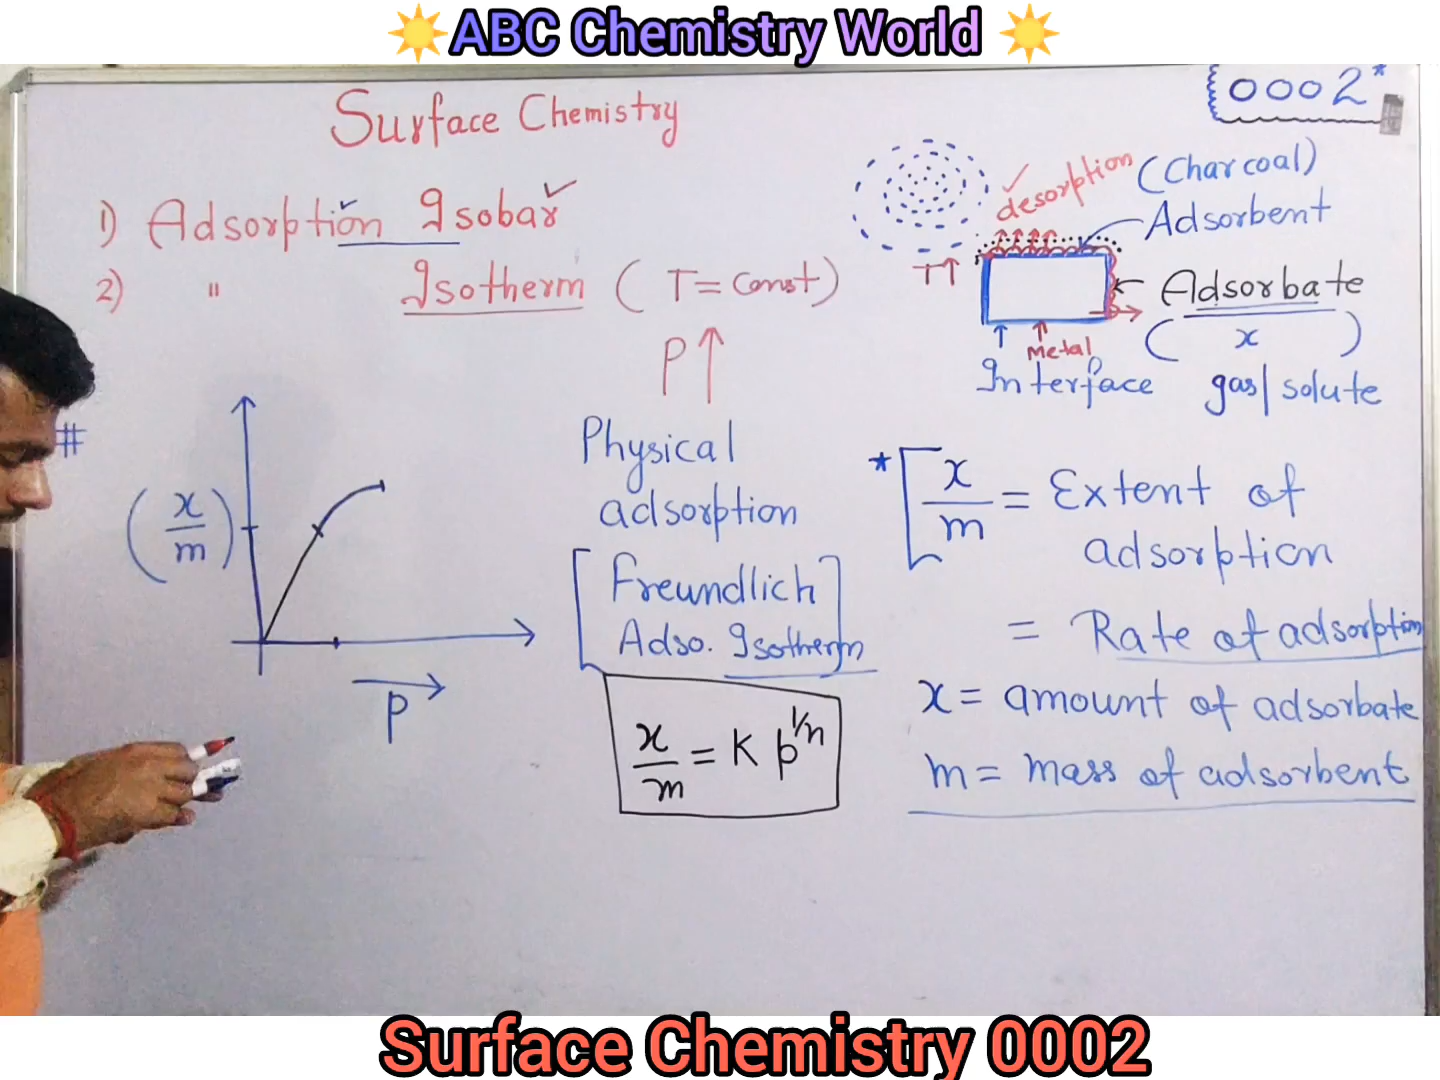 ABC Chemistry World
0002*
Surface Chemistry
1) Adsorption Isobar
2) " Isotherm ( T = Const )
P↑
desorption
(Charcoal)
Adsorbent
T↑
Adsorbate
( x )
Metal
Interface
gas/solute
#
(x/m)
P
Physical
adsorption
[Freundlich
Adso. Isotherm]
x/m = K p^1/n
* [x/m = Extent of
adsorption
= Rate of adsorption
x = amount of adsorbate
m = mass of adsorbent
Surface Chemistry 0002